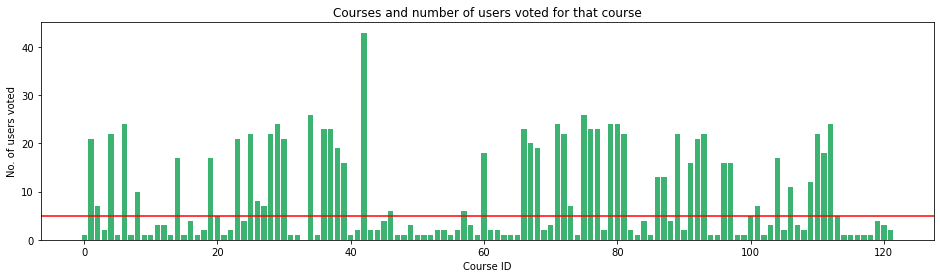 Courses and number of users voted for that course
No. of users voted
40
30
20
10
0
0 20 40 60 80 100 120
Course ID